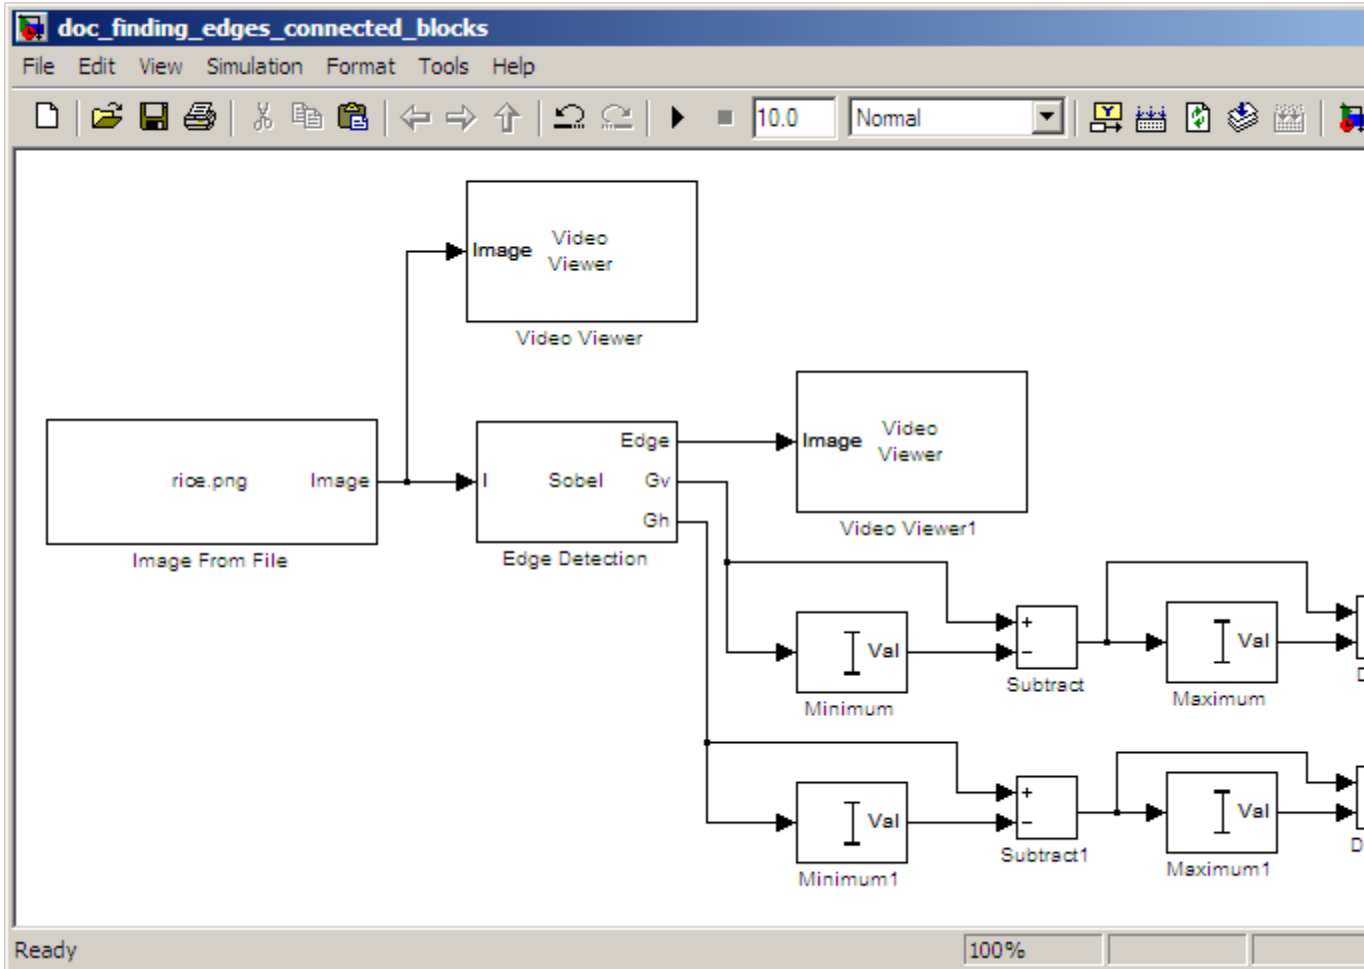 doc_finding_edges_connected_blocks
File Edit View Simulation Format Tools Help
10.0 Normal
Image Video
Viewer
Video Viewer
rice.png Image
Image From File
I Sobel Edge
Gv
Gh
Edge Detection
Image Video
Viewer
Video Viewer1
Val
Minimum
+
−
Subtract
Val
Maximum
D
Val
Minimum1
+
−
Subtract1
Val
Maximum1
D
Ready 100%